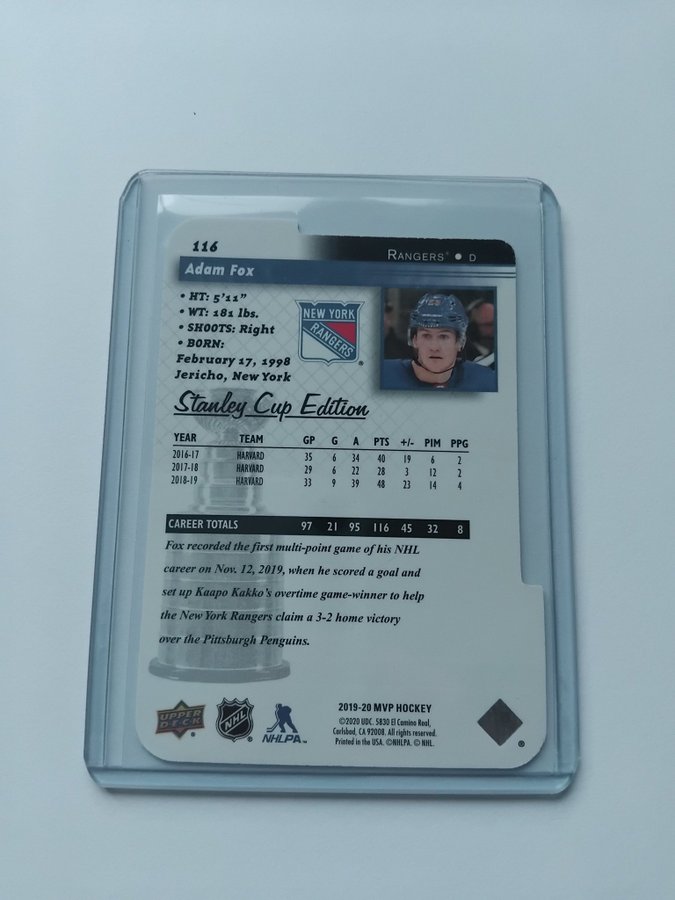 116
RANGERS • D
Adam Fox
• HT: 5'11"
• WT: 181 lbs.
• SHOOTS: Right
• BORN:
February 17, 1998
Jericho, New York
NEW YORK
RANGERS
Stanley Cup Edition
YEAR TEAM GP G A PTS +/- PIM PPG
2016-17 HARVARD 35 6 34 40 19 6 2
2017-18 HARVARD 29 6 22 28 3 12 2
2018-19 HARVARD 33 9 39 48 23 14 4
CAREER TOTALS 97 21 95 116 45 32 8
Fox recorded the first multi-point game of his NHL
career on Nov. 12, 2019, when he scored a goal and
set up Kaapo Kakko's overtime game-winner to help
the New York Rangers claim a 3-2 home victory
over the Pittsburgh Penguins.
UPPER
DECK
NHL
NHLPA
2019-20 MVP HOCKEY
©2020 UDC. 5830 El Camino Real,
Carlsbad, CA 92008. All rights reserved.
Printed in the USA. ©NHLPA. © NHL.